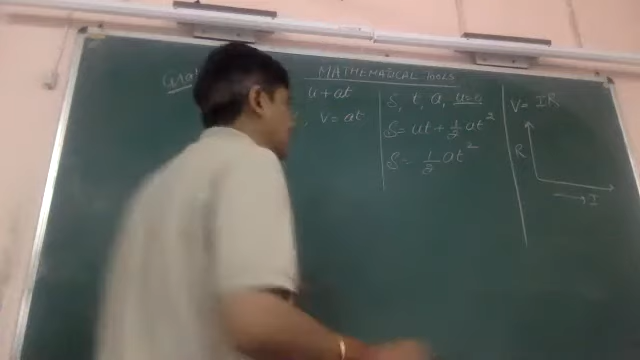 MATHEMATICAL TOOLS
u + at
V = at
S, t, a, u=0
S = ut + 1/2 at²
S = 1/2 at²
V = IR
R
→ I